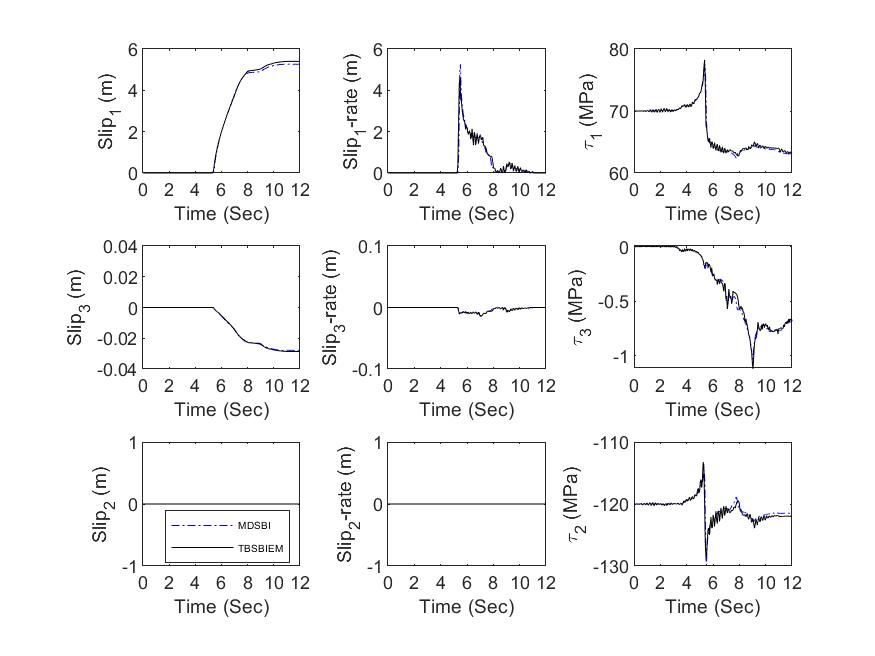 6
4
2
0
0 2 4 6 8 10 12
Slip1 (m)
Time (Sec)
6
4
2
0
0 2 4 6 8 10 12
Slip1-rate (m)
Time (Sec)
80
70
60
0 2 4 6 8 10 12
τ1 (MPa)
Time (Sec)
0.04
0.02
0
-0.02
-0.04
0 2 4 6 8 10 12
Slip3 (m)
Time (Sec)
0.1
0
-0.1
0 2 4 6 8 10 12
Slip3-rate (m)
Time (Sec)
0
-0.5
-1
0 2 4 6 8 10 12
τ3 (MPa)
Time (Sec)
1
0
-1
0 2 4 6 8 10 12
Slip2 (m)
MDSBI
TBSBIEM
Time (Sec)
1
0
-1
0 2 4 6 8 10 12
Slip2-rate (m)
Time (Sec)
-110
-120
-130
0 2 4 6 8 10 12
τ2 (MPa)
Time (Sec)